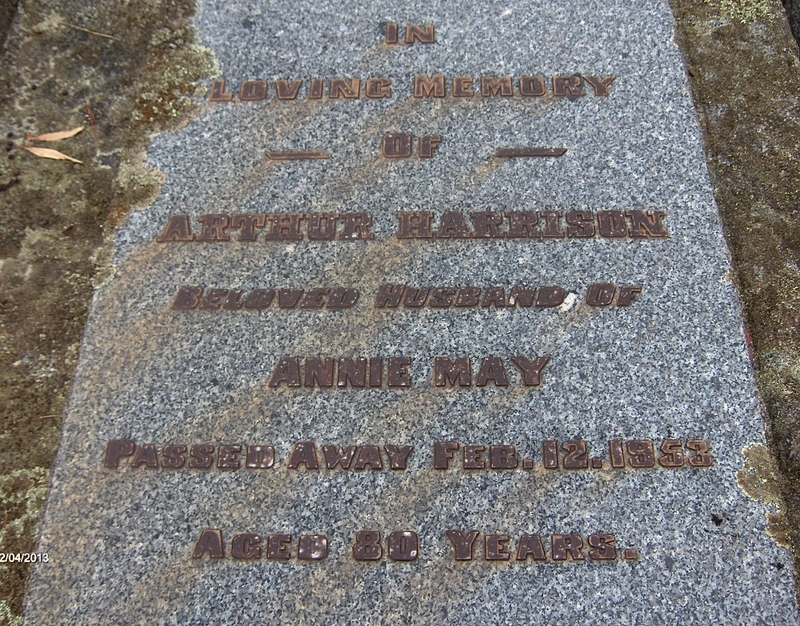 IN
LOVING MEMORY
— OF —
ARTHUR HARRISON
BELOVED HUSBAND OF
ANNIE MAY
PASSED AWAY FEB. 12. 1953
AGED 80 YEARS.
2/04/2013